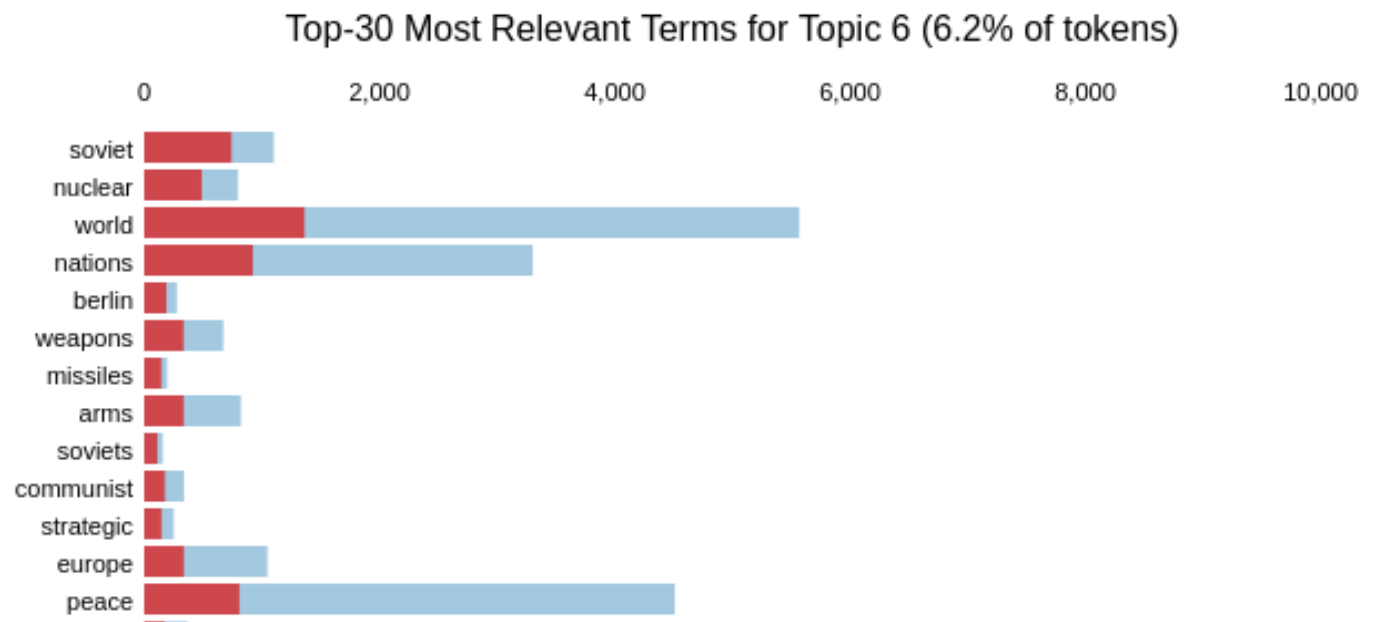 Top-30 Most Relevant Terms for Topic 6 (6.2% of tokens)
0 2,000 4,000 6,000 8,000 10,000
soviet
nuclear
world
nations
berlin
weapons
missiles
arms
soviets
communist
strategic
europe
peace